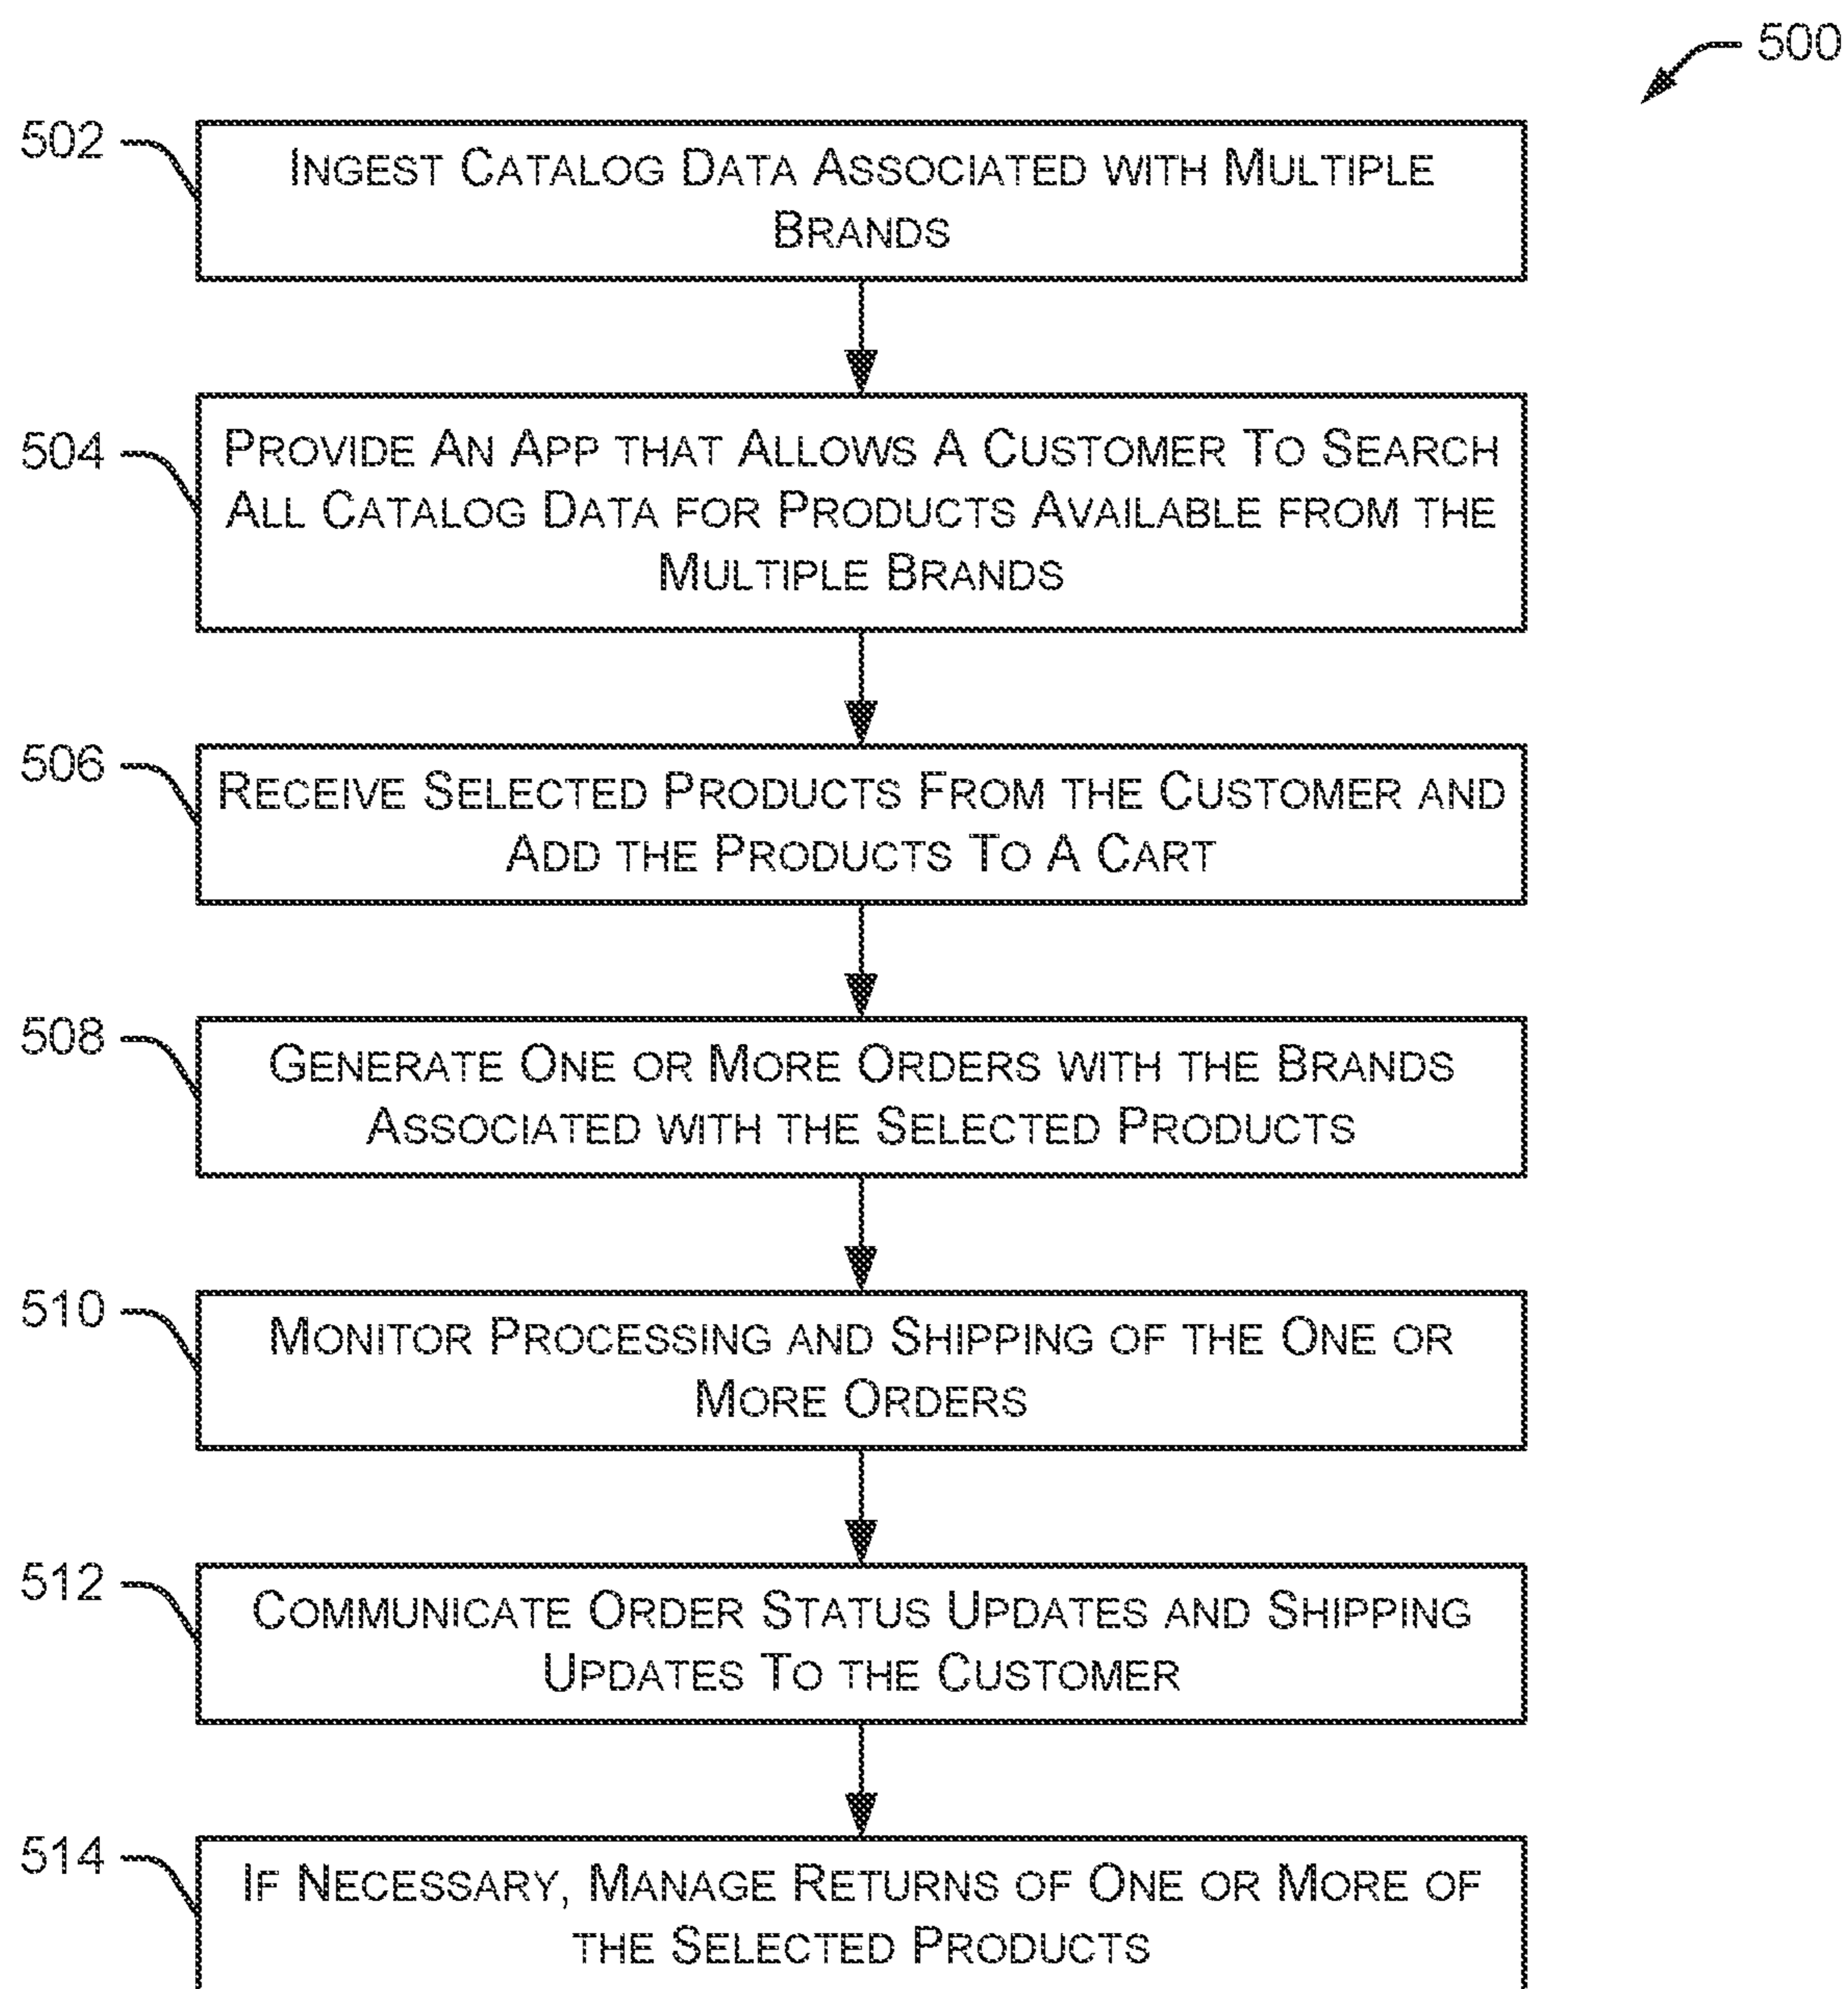 500
502
INGEST CATALOG DATA ASSOCIATED WITH MULTIPLE
BRANDS
504
PROVIDE AN APP THAT ALLOWS A CUSTOMER TO SEARCH
ALL CATALOG DATA FOR PRODUCTS AVAILABLE FROM THE
MULTIPLE BRANDS
506
RECEIVE SELECTED PRODUCTS FROM THE CUSTOMER AND
ADD THE PRODUCTS TO A CART
508
GENERATE ONE OR MORE ORDERS WITH THE BRANDS
ASSOCIATED WITH THE SELECTED PRODUCTS
510
MONITOR PROCESSING AND SHIPPING OF THE ONE OR
MORE ORDERS
512
COMMUNICATE ORDER STATUS UPDATES AND SHIPPING
UPDATES TO THE CUSTOMER
514
IF NECESSARY, MANAGE RETURNS OF ONE OR MORE OF
THE SELECTED PRODUCTS